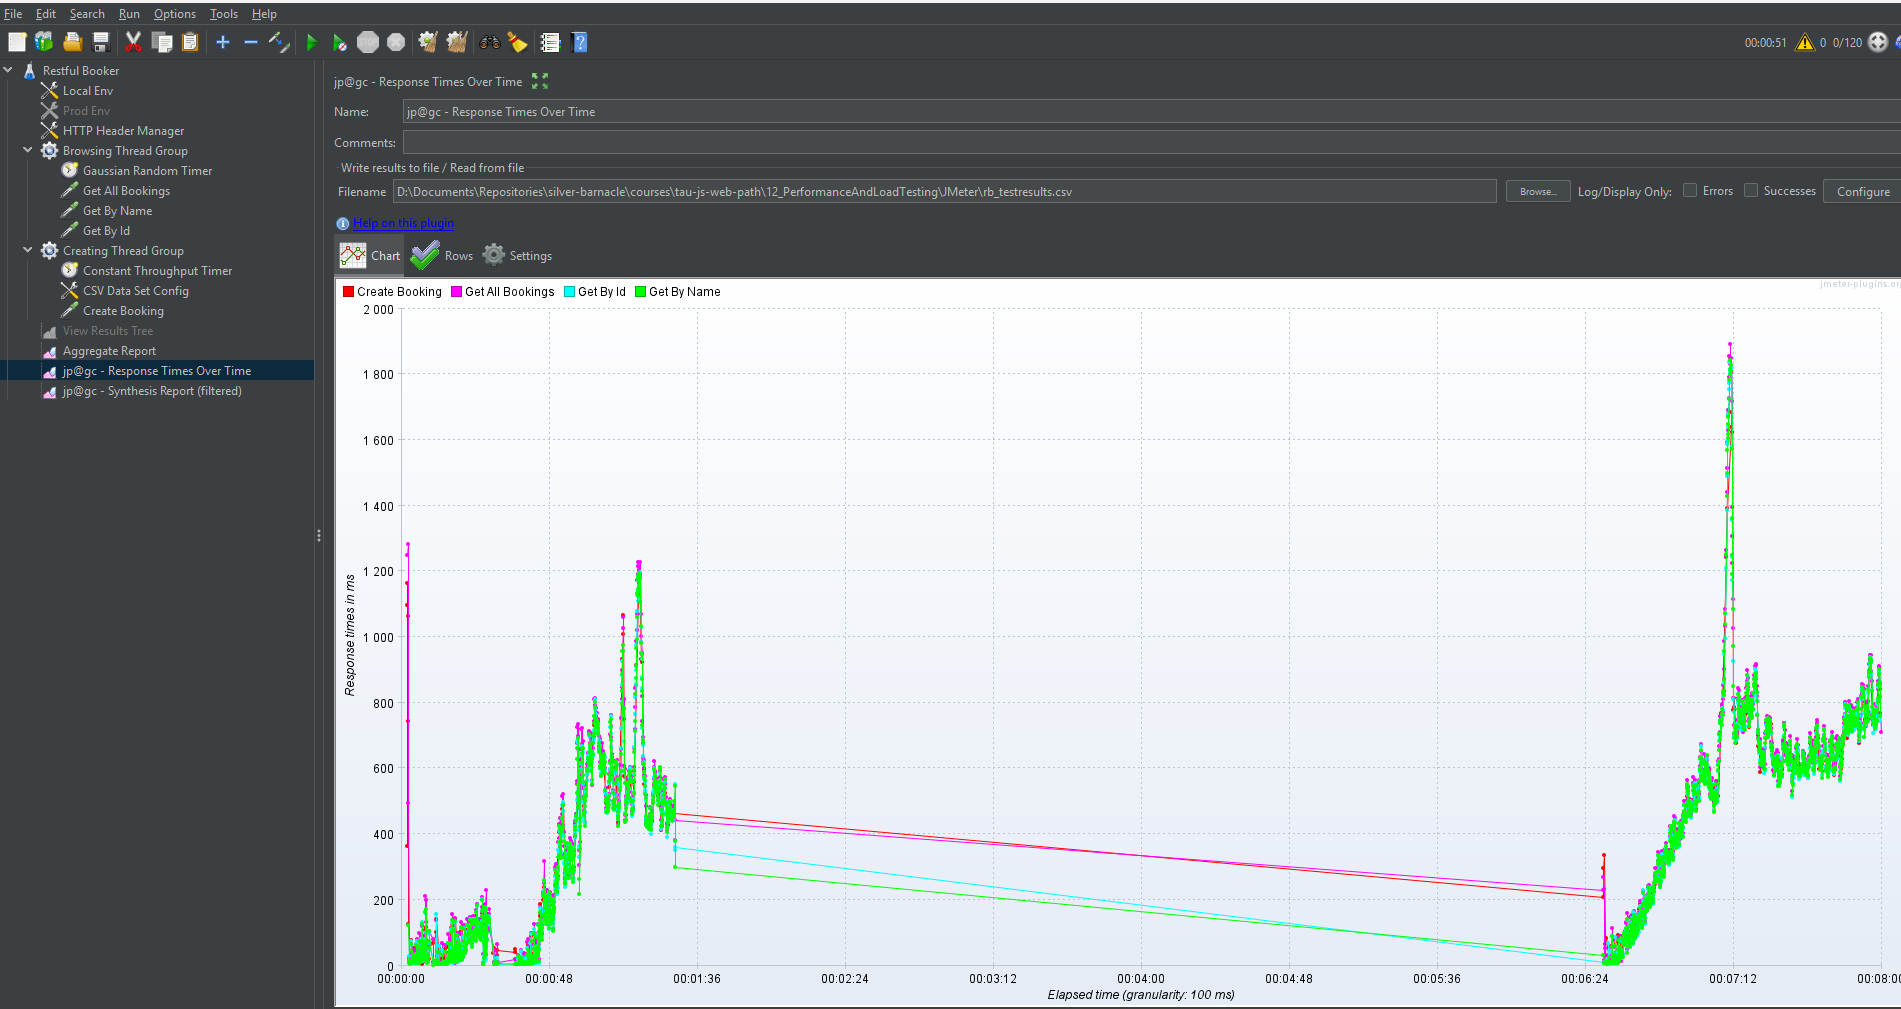 File Edit Search Run Options Tools Help
00:00:51 0 0/120
Restful Booker
Local Env
Prod Env
HTTP Header Manager
Browsing Thread Group
Gaussian Random Timer
Get All Bookings
Get By Name
Get By Id
Creating Thread Group
Constant Throughput Timer
CSV Data Set Config
Create Booking
View Results Tree
Aggregate Report
jp@gc - Response Times Over Time
jp@gc - Synthesis Report (filtered)
jp@gc - Response Times Over Time
Name: jp@gc - Response Times Over Time
Comments:
Write results to file / Read from file
Filename D:\Documents\Repositories\silver-barnacle\courses\tau-js-web-path\12_PerformanceAndLoadTesting\JMeter\rb_testresults.csv Browse... Log/Display Only: Errors Successes Configure
Help on this plugin
Chart Rows Settings
Create Booking Get All Bookings Get By Id Get By Name
jmeter-plugins.org
2 000
1 800
1 600
1 400
1 200
1 000
800
600
400
200
0
Response times in ms
00:00:00 00:00:48 00:01:36 00:02:24 00:03:12 00:04:00 00:04:48 00:05:36 00:06:24 00:07:12 00:08:00
Elapsed time (granularity: 100 ms)